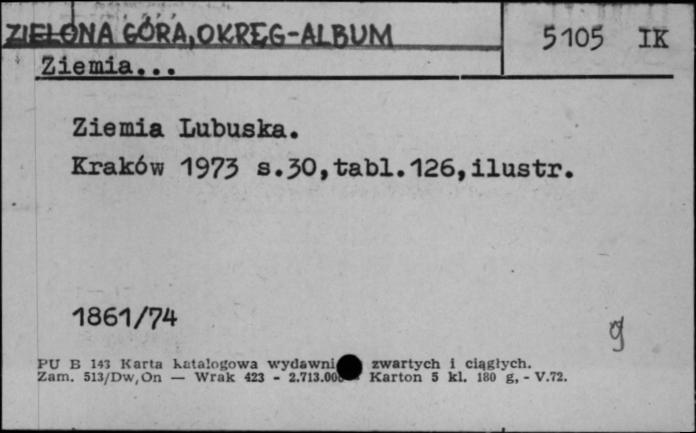 ZIELONA GÓRA, OKRĘG-ALBUM 5105 IK
Ziemia...
Ziemia Lubuska.
Kraków 1973 s.30,tabl.126,ilustr.
1861/74
g
PU B 143 Karta katalogowa wydawni zwartych i ciągłych.
Zam. 513/Dw,On — Wrak 423 - 2.713.000 Karton 5 kl. 180 g, - V.72.